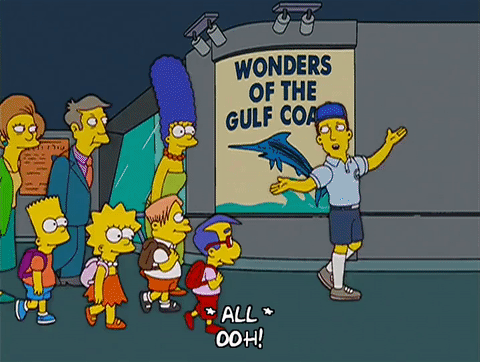 WONDERS
OF THE
GULF COA
* ALL *
OOH!